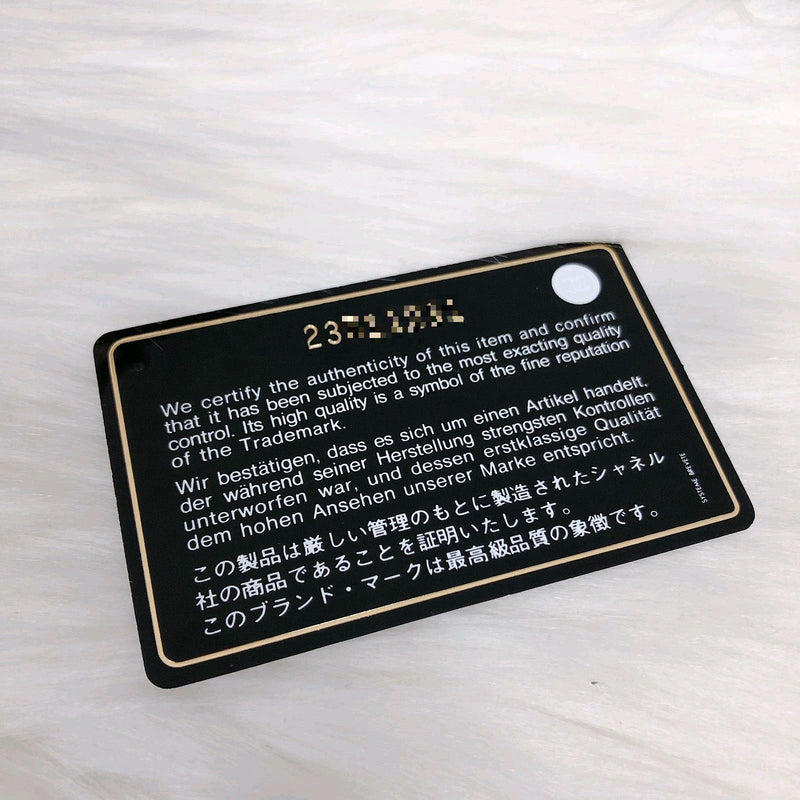 23
We certify the authenticity of this item and confirm
that it has been subjected to the most exacting quality
control. Its high quality is a symbol of the fine reputation
of the Trademark.
Wir bestätigen, dass es sich um einen Artikel handelt,
der während seiner Herstellung strengsten Kontrollen
unterworfen war, und dessen erstklassige Qualität
dem hohen Ansehen unserer Marke entspricht.
この製品は厳しい管理のもとに製造されたシャネル
社の商品であることを証明いたします。
このブランド・マークは最高級品質の象徴です。
SYSTEME BREVETE